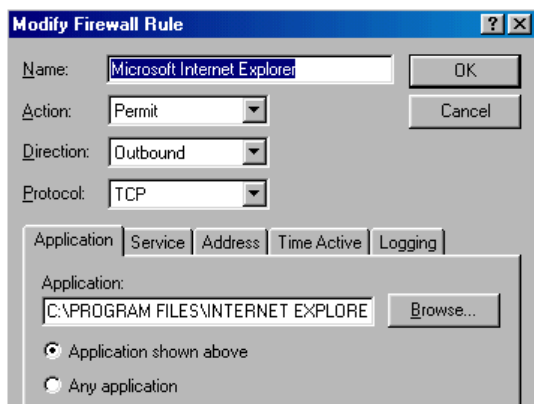 Modify Firewall Rule
Name: Microsoft Internet Explorer OK
Action: Permit Cancel
Direction: Outbound
Protocol: TCP
Application Service Address Time Active Logging
Application:
C:\PROGRAM FILES\INTERNET EXPLORE Browse...
Application shown above
Any application